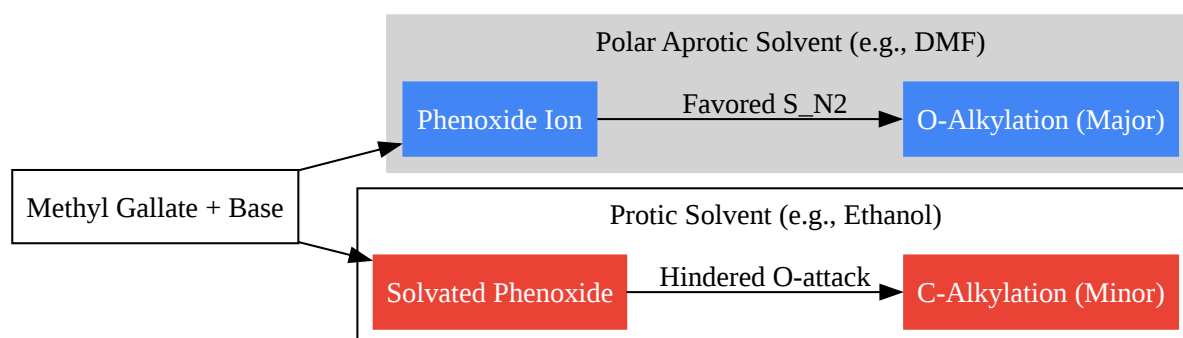 Polar Aprotic Solvent (e.g., DMF)
Phenoxide Ion
Favored S_N2
O-Alkylation (Major)
Methyl Gallate + Base
Protic Solvent (e.g., Ethanol)
Solvated Phenoxide
Hindered O-attack
C-Alkylation (Minor)